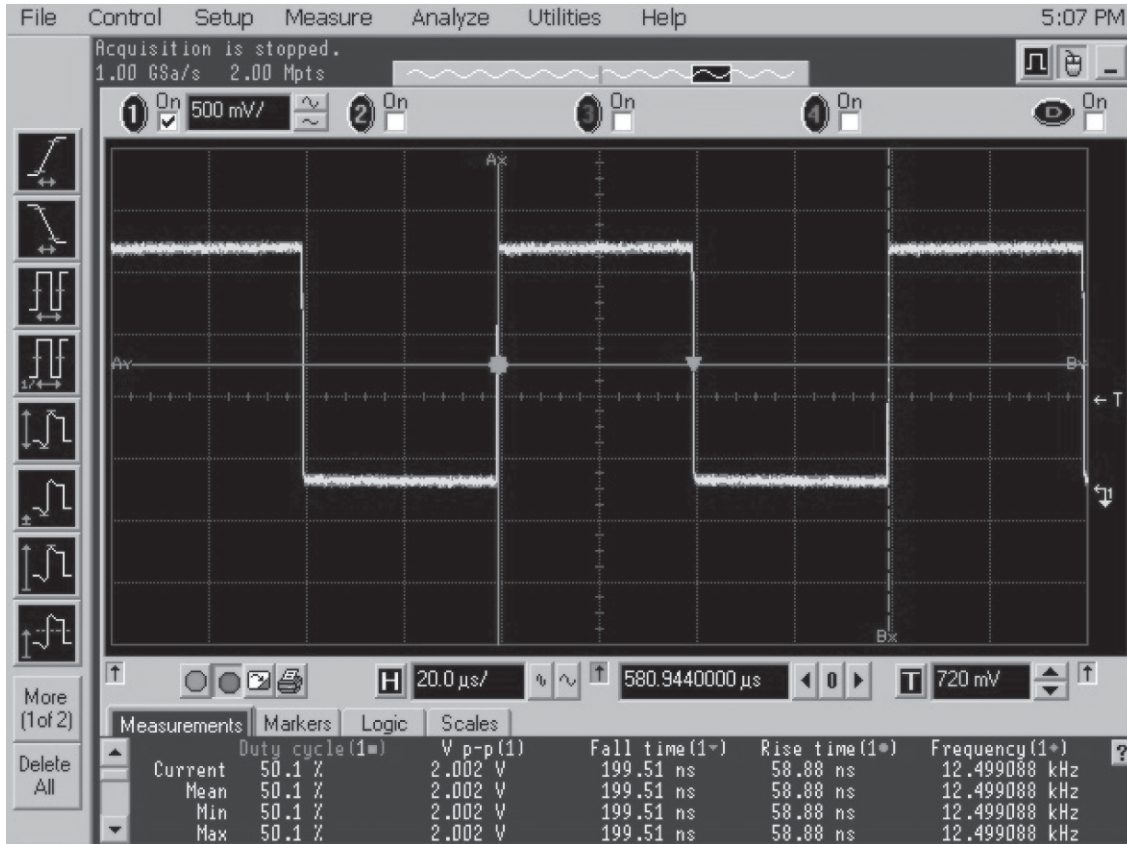 File Control Setup Measure Analyze Utilities Help 5:07 PM
Acquisition is stopped.
1.00 GSa/s 2.00 Mpts
1 On 500 mV/ 2 On 3 On 4 On D On
Ax
Ay By
← T
1
Bx
H 20.0 µs/ 580.9440000 µs 0 T 720 mV
More
(1of 2)
Delete
All
Measurements Markers Logic Scales
Duty cycle(1■) V p-p(1) Fall time(1▾) Rise time(1●) Frequency(1♦) ?
Current 50.1 % 2.002 V 199.51 ns 58.88 ns 12.499088 kHz
Mean 50.1 % 2.002 V 199.51 ns 58.88 ns 12.499088 kHz
Min 50.1 % 2.002 V 199.51 ns 58.88 ns 12.499088 kHz
Max 50.1 % 2.002 V 199.51 ns 58.88 ns 12.499088 kHz